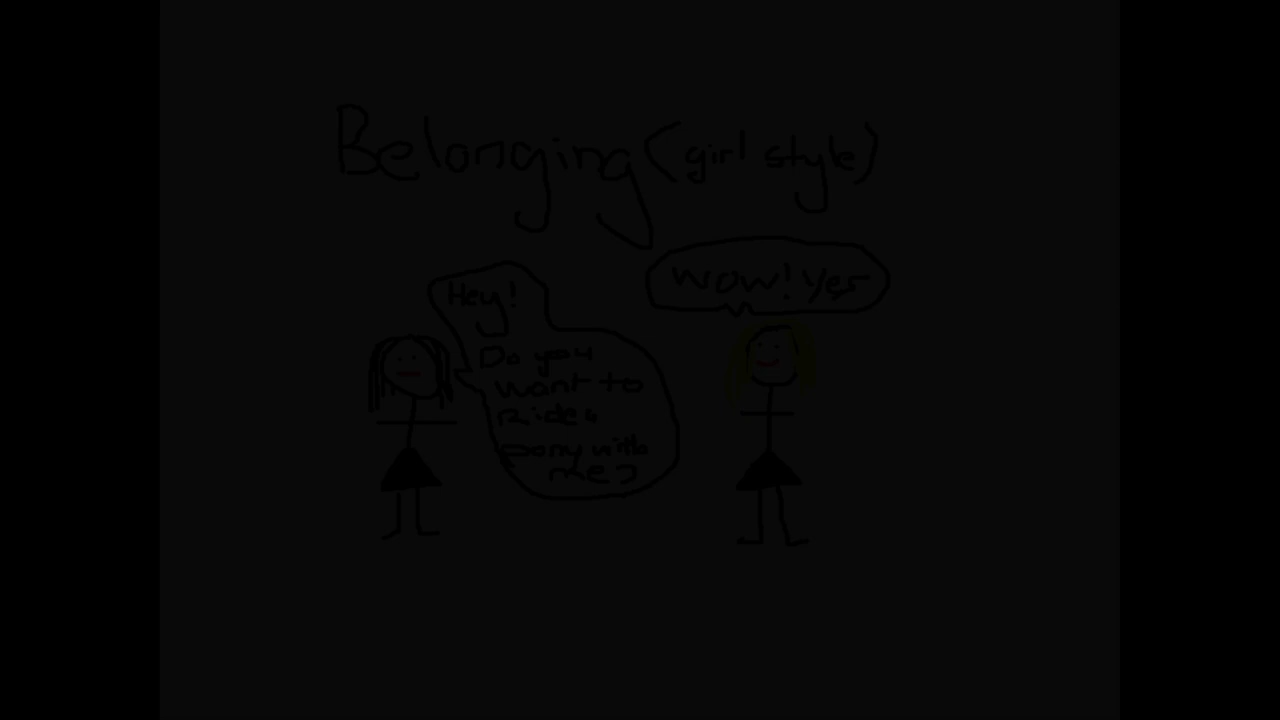 Belonging (girl style)
Hey!
Do you
want to
Ride a
pony with
me?
Wow! Yes